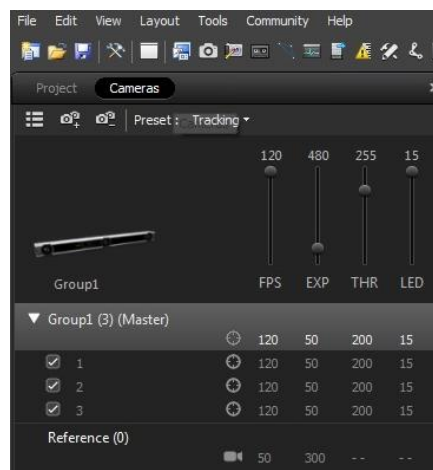 File Edit View Layout Tools Community Help
Project Cameras
Preset : Tracking
120 480 255 15
Group1 FPS EXP THR LED
Group1 (3) (Master)
120 50 200 15
1 120 50 200 15
2 120 50 200 15
3 120 50 200 15
Reference (0)
50 300 -- --